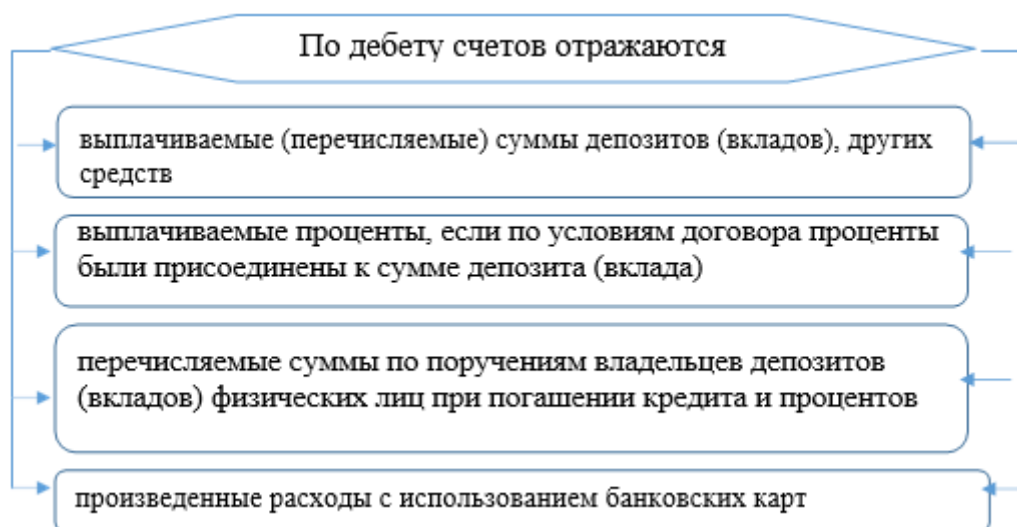 По дебету счетов отражаются
выплачиваемые (перечисляемые) суммы депозитов (вкладов), других
средств
выплачиваемые проценты, если по условиям договора проценты
были присоединены к сумме депозита (вклада)
перечисляемые суммы по поручениям владельцев депозитов
(вкладов) физических лиц при погашении кредита и процентов
произведенные расходы с использованием банковских карт